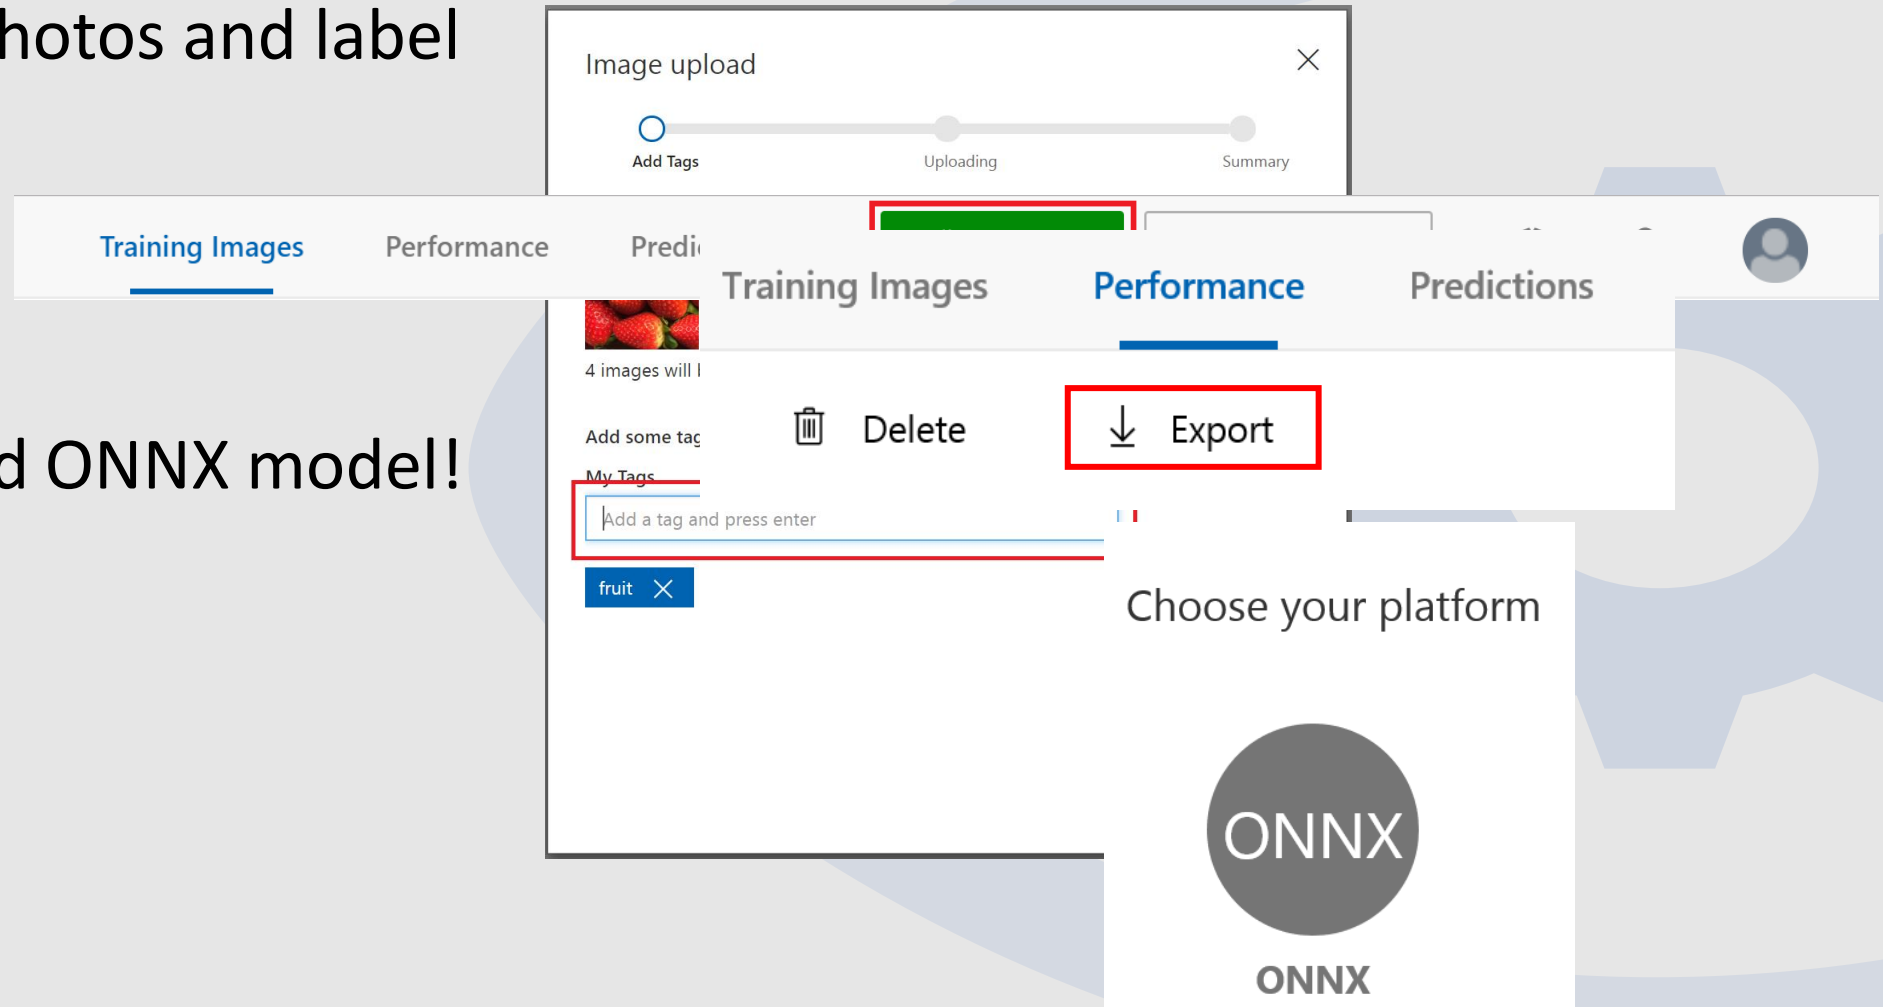 hotos and label
Image upload
Add Tags
Uploading
Summary
Training Images
Performance
Training Images
Performance
Predictions
4 images will
Delete
Export
Add some
ONNX model!
My Tags
Add a tag and press enter
fruit
Choose your platform
ONNX
ONNX